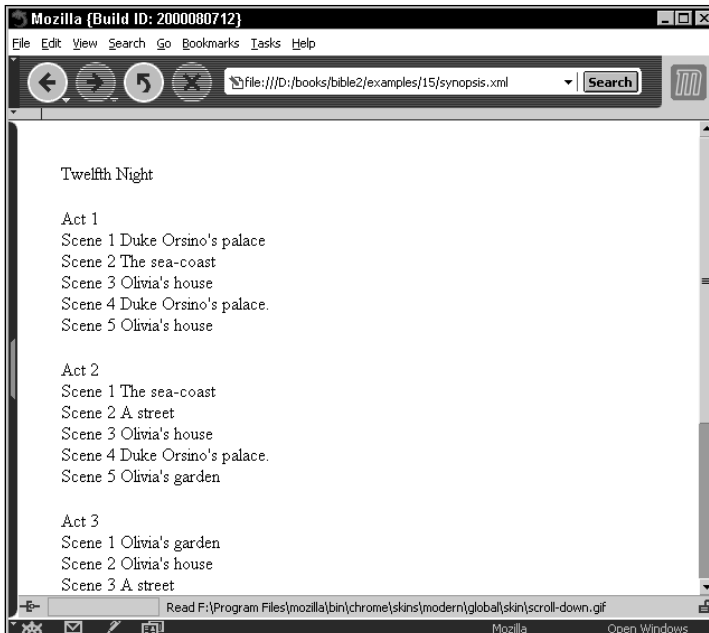 Mozilla {Build ID: 2000080712}
File Edit View Search Go Bookmarks Tasks Help
file:///D:/books/bible2/examples/15/synopsis.xml Search
Twelfth Night
Act 1
Scene 1 Duke Orsino's palace
Scene 2 The sea-coast
Scene 3 Olivia's house
Scene 4 Duke Orsino's palace.
Scene 5 Olivia's house
Act 2
Scene 1 The sea-coast
Scene 2 A street
Scene 3 Olivia's house
Scene 4 Duke Orsino's palace.
Scene 5 Olivia's garden
Act 3
Scene 1 Olivia's garden
Scene 2 Olivia's house
Scene 3 A street
Read F:\Program Files\mozilla\bin\chrome\skins\modern\global\skin\scroll-down.gif
Mozilla Open Windows